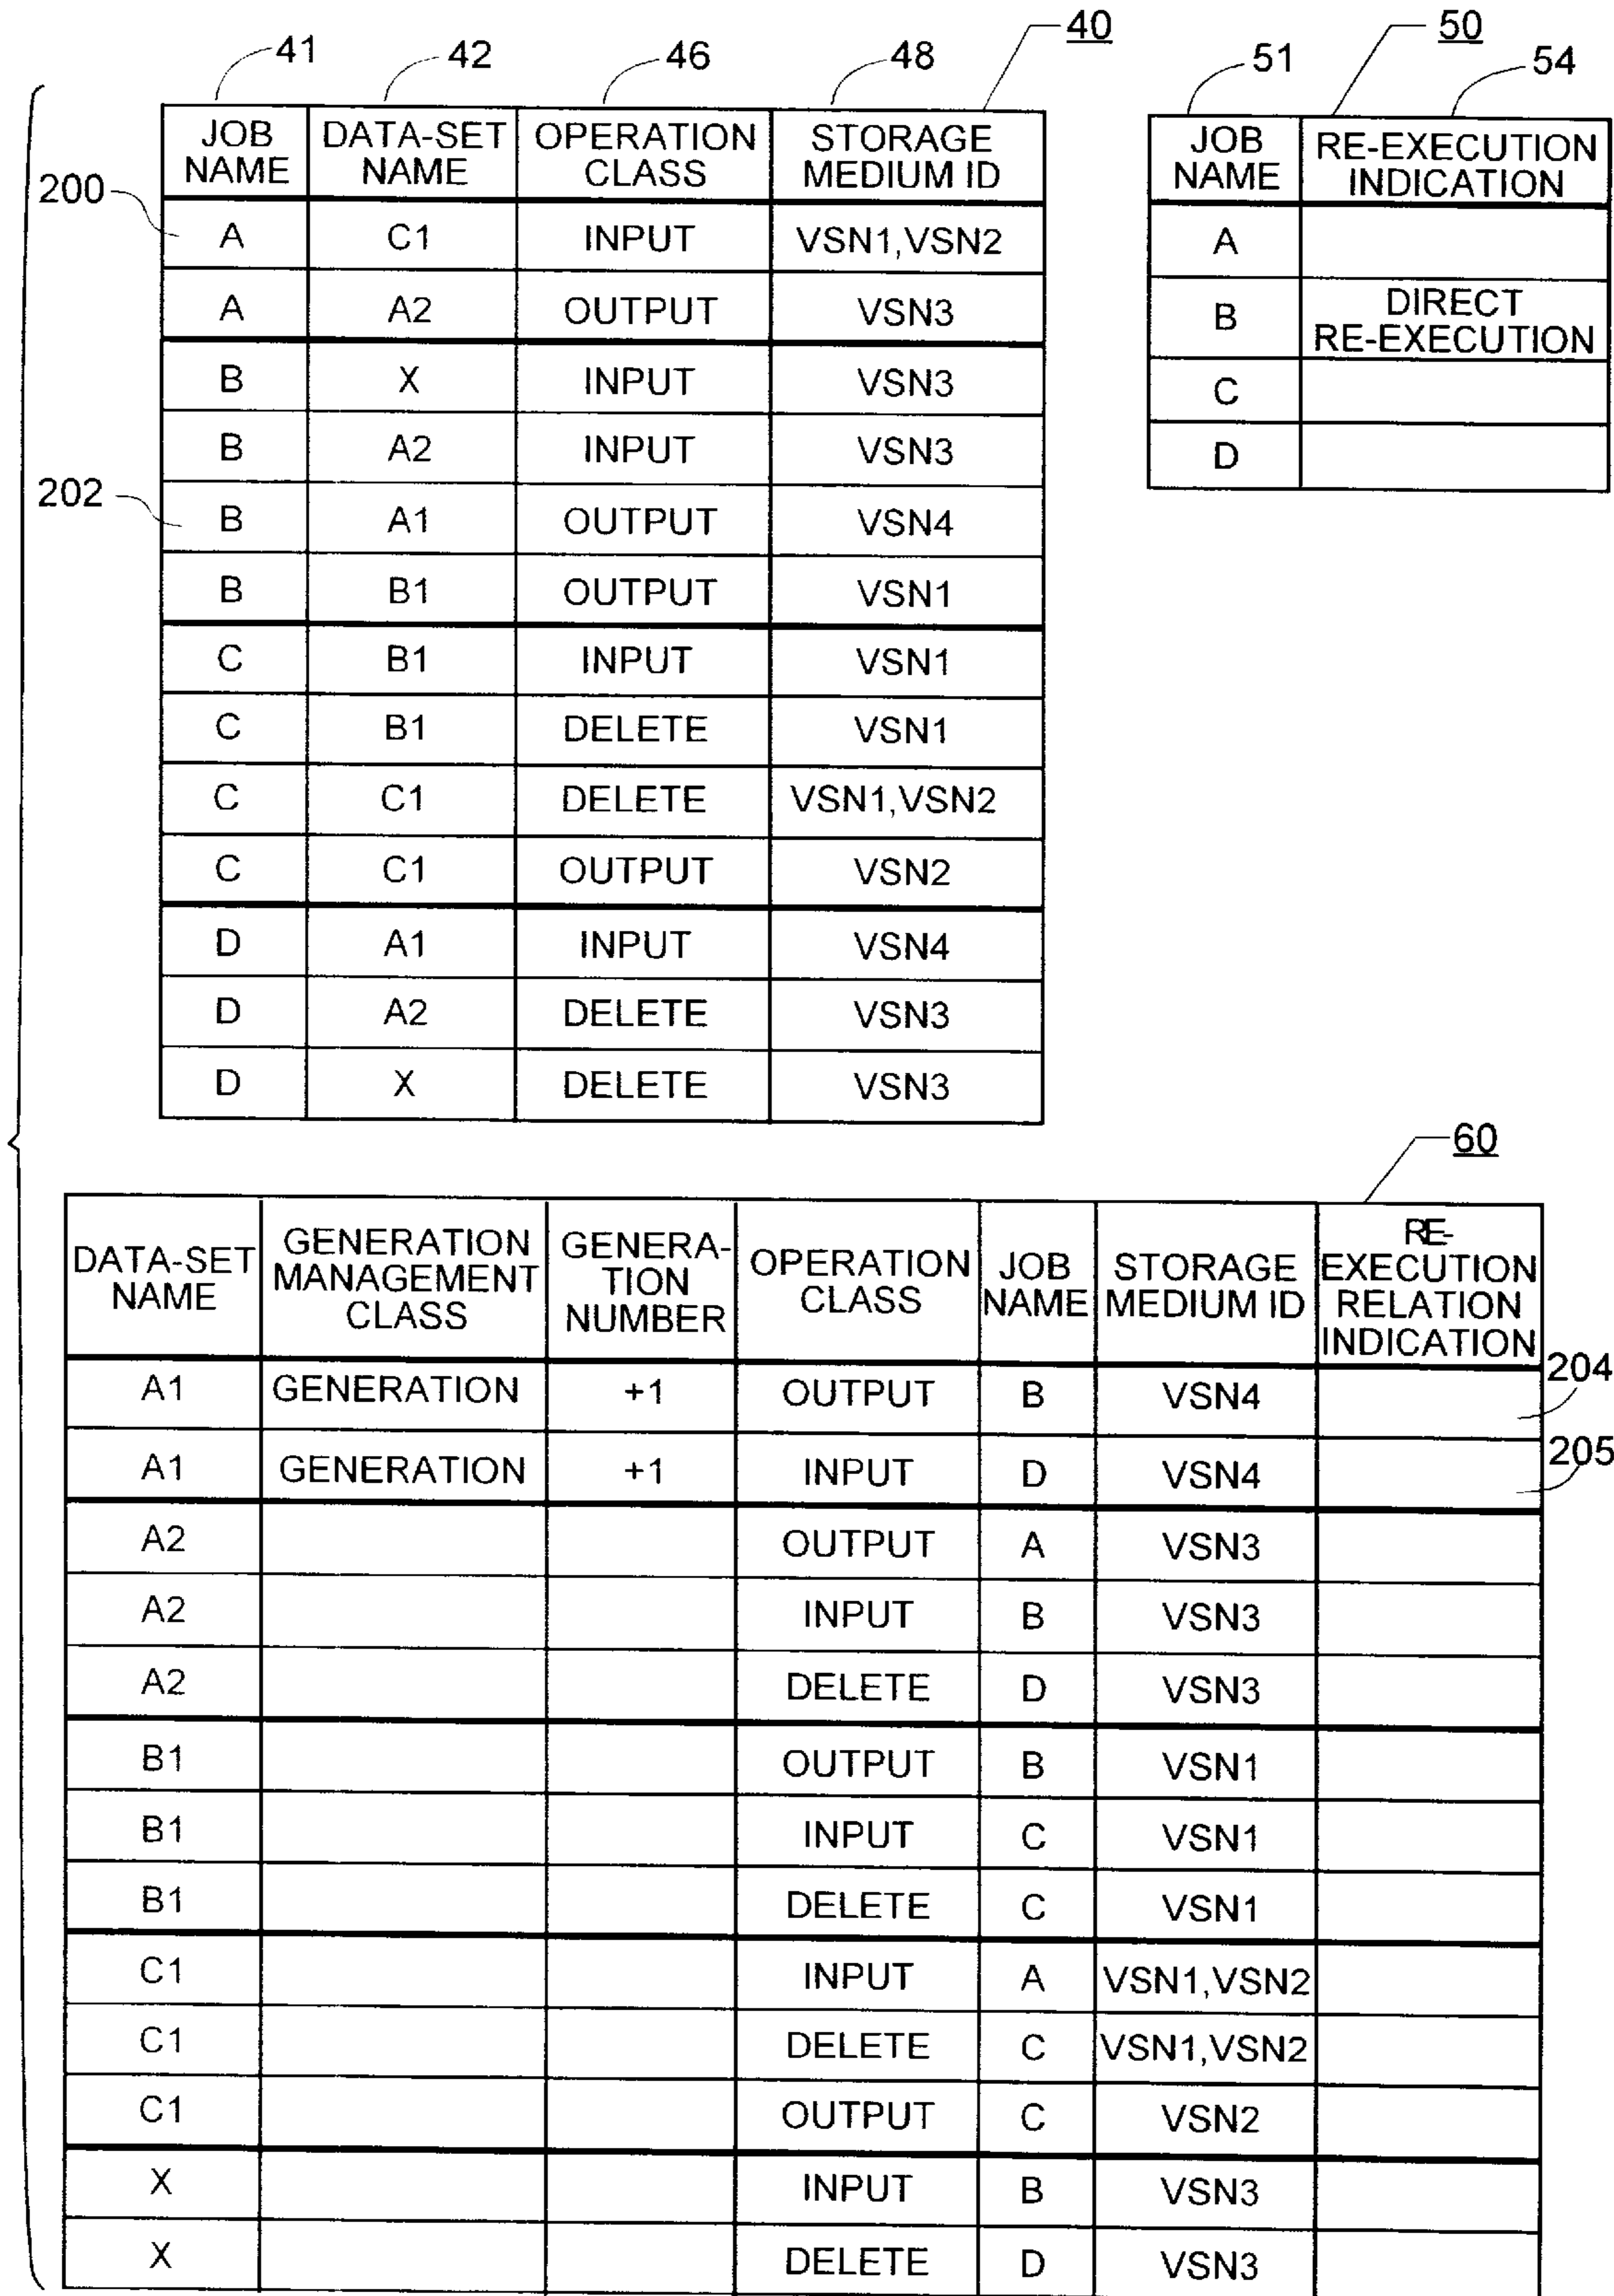 40
50
41
42
46
48
51
54
JOB NAME DATA-SET NAME OPERATION CLASS STORAGE MEDIUM ID
200
A C1 INPUT VSN1,VSN2
A A2 OUTPUT VSN3
B X INPUT VSN3
B A2 INPUT VSN3
202
B A1 OUTPUT VSN4
B B1 OUTPUT VSN1
C B1 INPUT VSN1
C B1 DELETE VSN1
C C1 DELETE VSN1,VSN2
C C1 OUTPUT VSN2
D A1 INPUT VSN4
D A2 DELETE VSN3
D X DELETE VSN3
JOB NAME RE-EXECUTION INDICATION
A
B DIRECT RE-EXECUTION
C
D
60
DATA-SET NAME GENERATION MANAGEMENT CLASS GENERA-TION NUMBER OPERATION CLASS JOB NAME STORAGE MEDIUM ID RE-EXECUTION RELATION INDICATION
A1 GENERATION +1 OUTPUT B VSN4
204
A1 GENERATION +1 INPUT D VSN4
205
A2 OUTPUT A VSN3
A2 INPUT B VSN3
A2 DELETE D VSN3
B1 OUTPUT B VSN1
B1 INPUT C VSN1
B1 DELETE C VSN1
C1 INPUT A VSN1,VSN2
C1 DELETE C VSN1,VSN2
C1 OUTPUT C VSN2
X INPUT B VSN3
X DELETE D VSN3